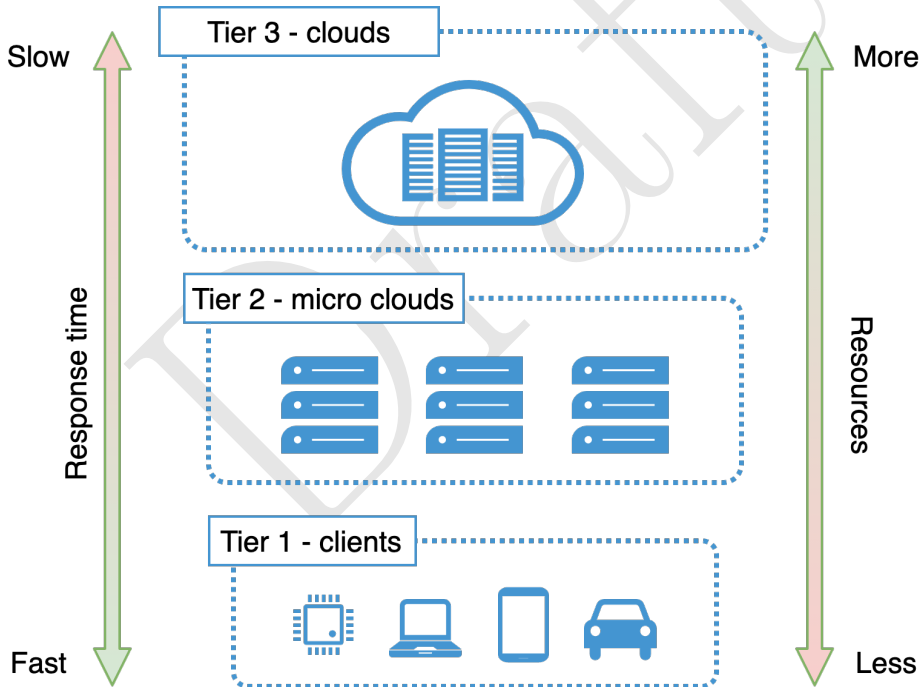 Tier 3 - clouds
Slow
More
Tier 2 - micro clouds
Response time
Resources
Tier 1 - clients
Fast
Less
Draft